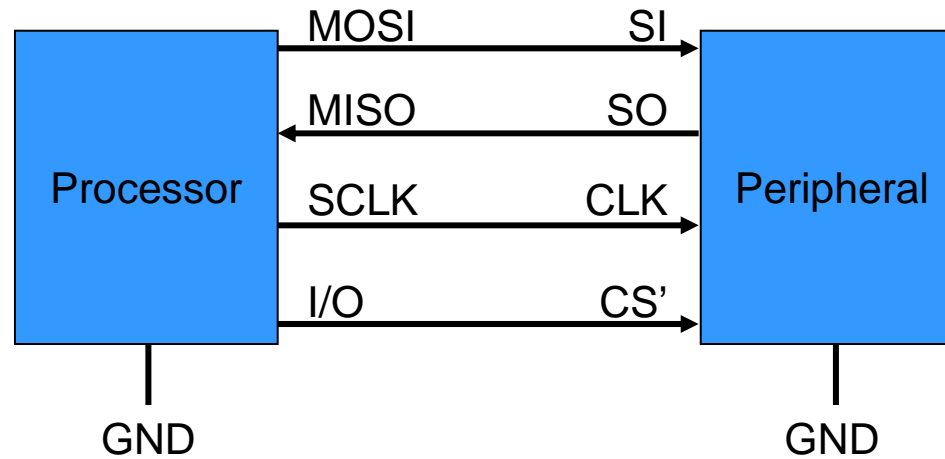 MOSI SI
MISO SO
Processor Peripheral
SCLK CLK
I/O CS’
GND GND